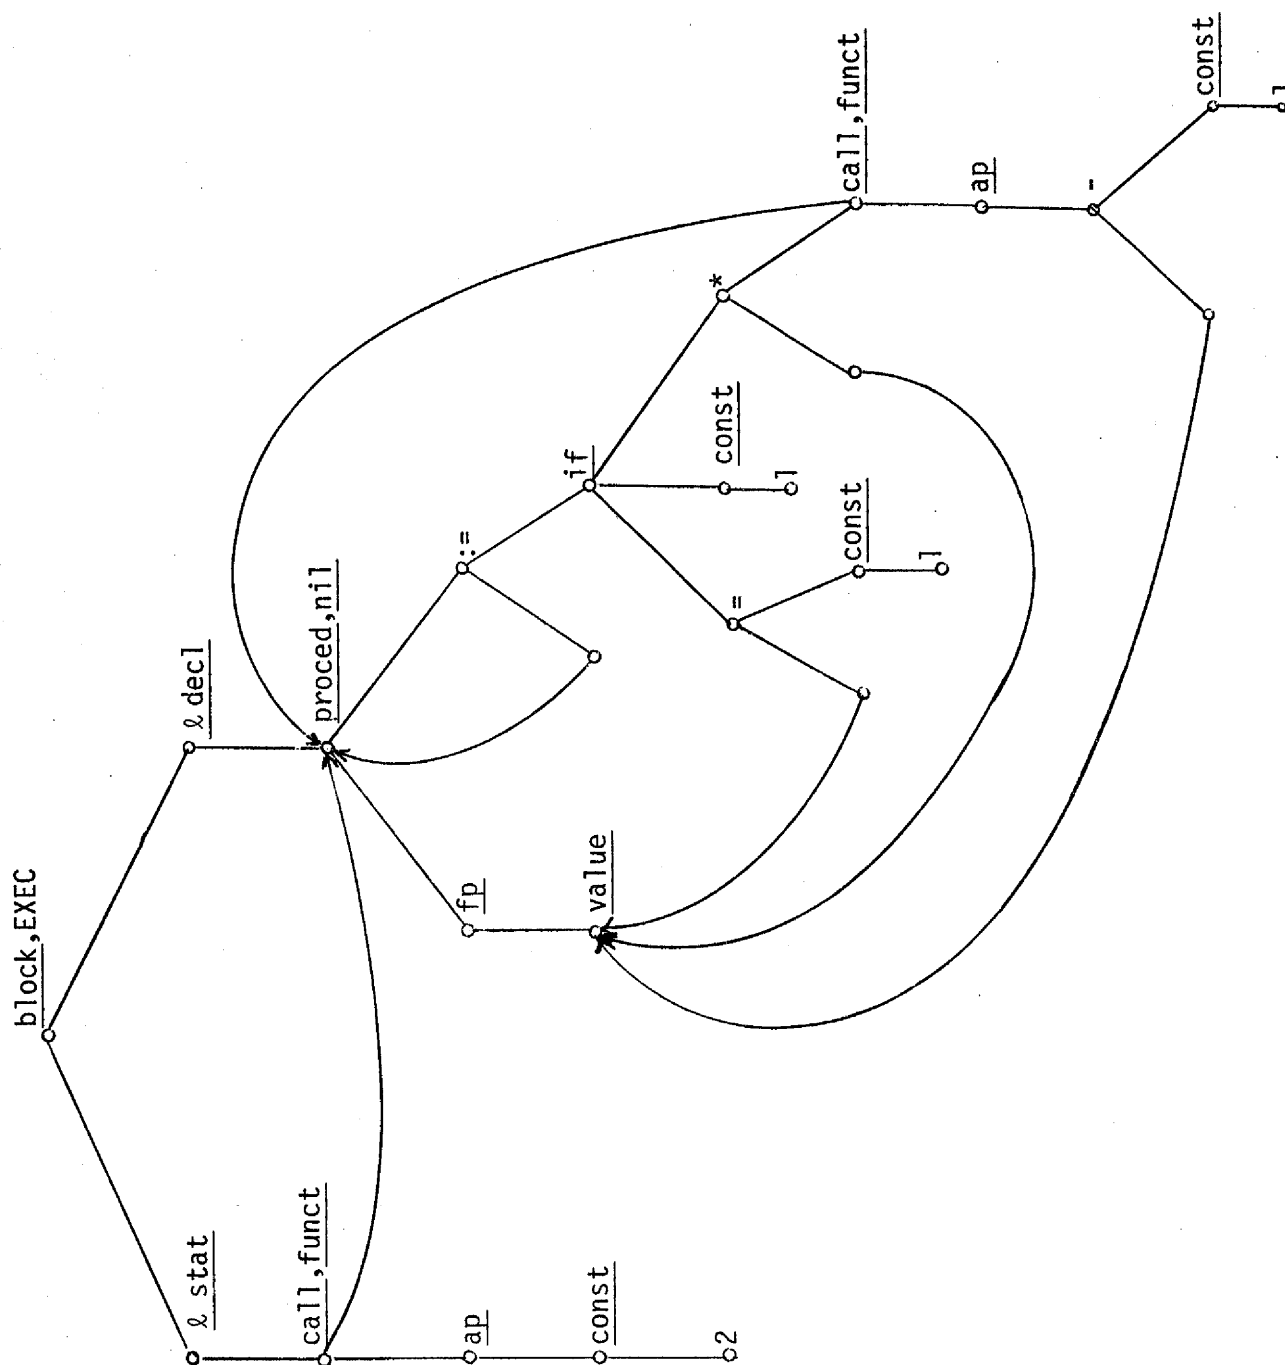 block,EXEC
ℓ stat
ℓ decl
call,funct
proced,nil
ap
fp
:=
const
value
if
2
=
const
*
const
1
call,funct
1
ap
-
const
1